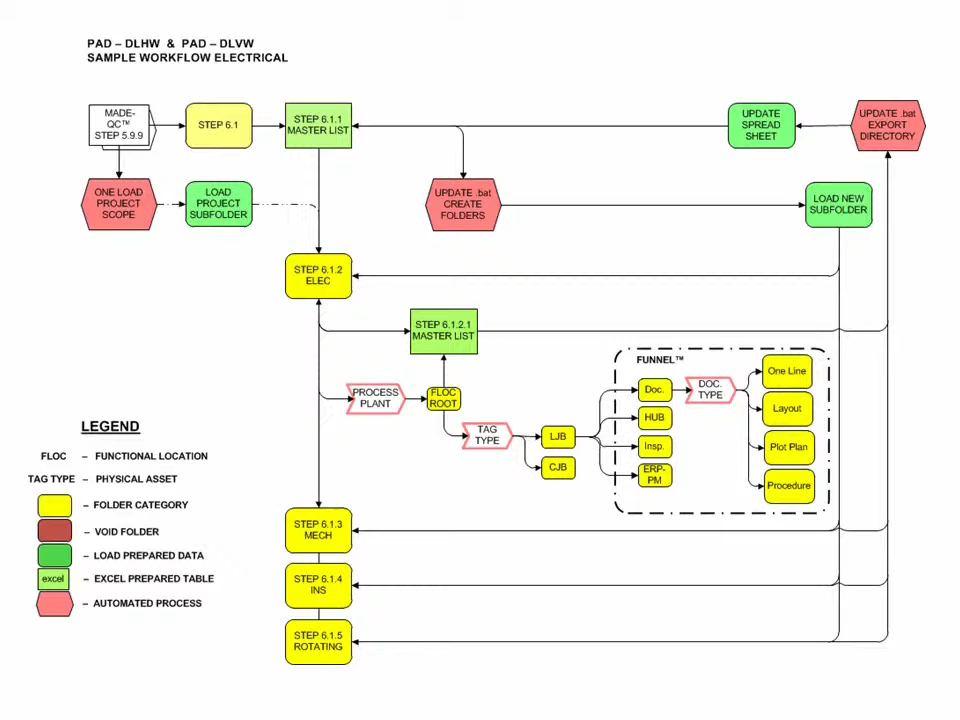 PAD – DLHW & PAD – DLVW
SAMPLE WORKFLOW ELECTRICAL
MADE-
QC™
STEP 5.9.9
STEP 6.1
STEP 6.1.1
MASTER LIST
UPDATE
SPREAD
SHEET
UPDATE .bat
EXPORT
DIRECTORY
ONE LOAD
PROJECT
SCOPE
LOAD
PROJECT
SUBFOLDER
UPDATE .bat
CREATE
FOLDERS
LOAD NEW
SUBFOLDER
STEP 6.1.2
ELEC
STEP 6.1.2.1
MASTER LIST
FUNNEL™
PROCESS
PLANT
FLOC
ROOT
TAG
TYPE
LJB
CJB
Doc.
HUB
Insp.
ERP-
PM
DOC.
TYPE
One Line
Layout
Plot Plan
Procedure
STEP 6.1.3
MECH
STEP 6.1.4
INS
STEP 6.1.5
ROTATING
LEGEND
FLOC – FUNCTIONAL LOCATION
TAG TYPE – PHYSICAL ASSET
– FOLDER CATEGORY
– VOID FOLDER
– LOAD PREPARED DATA
excel – EXCEL PREPARED TABLE
– AUTOMATED PROCESS